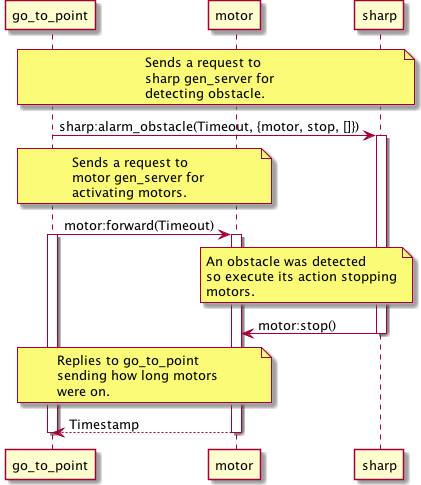 go_to_point motor sharp
Sends a request to
sharp gen_server for
detecting obstacle.
sharp:alarm_obstacle(Timeout, {motor, stop, []})
Sends a request to
motor gen_server for
activating motors.
motor:forward(Timeout)
An obstacle was detected
so execute its action stopping
motors.
motor:stop()
Replies to go_to_point
sending how long motors
were on.
Timestamp
go_to_point motor sharp